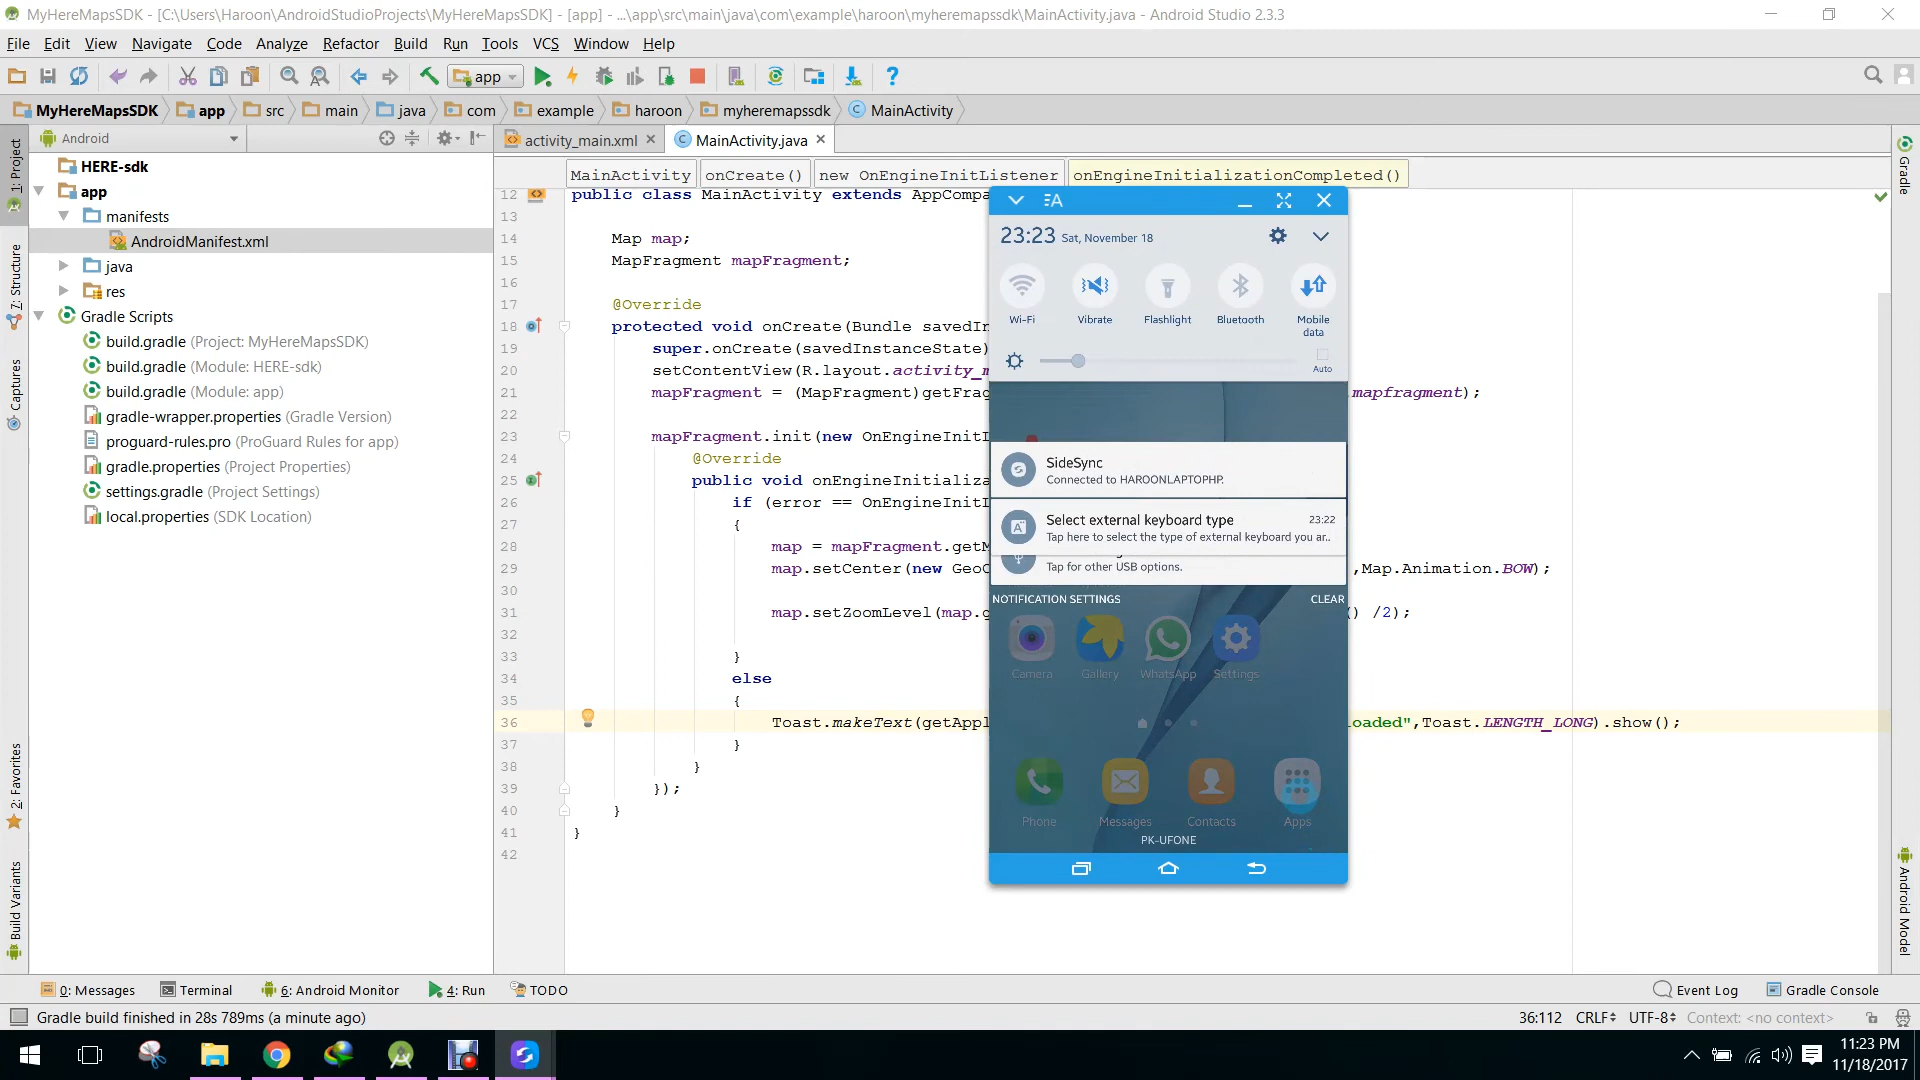 MyHereMapsSDK - [C:\Users\Haroon\AndroidStudioProjects\MyHereMapsSDK] - [app] - ...\app\src\main\java\com\example\haroon\myheremapssdk\MainActivity.java - Android Studio 2.3.3
File Edit View Navigate Code Analyze Refactor Build Run Tools VCS Window Help
app
MyHereMapsSDK app src main java com example haroon myheremapssdk MainActivity
Android
activity_main.xml MainActivity.java
MainActivity onCreate() new OnEngineInitListener onEngineInitializationCompleted()
1: Project
7: Structure
Captures
2: Favorites
Build Variants
HERE-sdk
app
manifests
AndroidManifest.xml
java
res
Gradle Scripts
build.gradle (Project: MyHereMapsSDK)
build.gradle (Module: HERE-sdk)
build.gradle (Module: app)
gradle-wrapper.properties (Gradle Version)
proguard-rules.pro (ProGuard Rules for app)
gradle.properties (Project Properties)
settings.gradle (Project Settings)
local.properties (SDK Location)
12 public class MainActivity extends AppCompa
13
14 Map map;
15 MapFragment mapFragment;
16
17 @Override
18 protected void onCreate(Bundle savedIn
19 super.onCreate(savedInstanceState)
20 setContentView(R.layout.activity_m
21 mapFragment = (MapFragment)getFrag .mapfragment);
22
23 mapFragment.init(new OnEngineInitL
24 @Override
25 public void onEngineInitializa
26 if (error == OnEngineInitL
27 {
28 map = mapFragment.getM
29 map.setCenter(new GeoC ,Map.Animation.BOW);
30
31 map.setZoomLevel(map.g () /2);
32
33 }
34 else
35 {
36 Toast.makeText(getAppl loaded",Toast.LENGTH_LONG).show();
37 }
38 }
39 });
40 }
41 }
42
23:23 Sat, November 18
Wi-Fi Vibrate Flashlight Bluetooth Mobile data
Auto
SideSync
Connected to HAROONLAPTOPHP.
Select external keyboard type 23:22
Tap here to select the type of external keyboard you ar..
Tap for other USB options.
NOTIFICATION SETTINGS CLEAR
Camera Gallery WhatsApp Settings
Phone Messages Contacts Apps
PK-UFONE
Gradle
Android Model
0: Messages Terminal 6: Android Monitor 4: Run TODO Event Log Gradle Console
Gradle build finished in 28s 789ms (a minute ago) 36:112 CRLF UTF-8 Context: <no context>
11:23 PM
11/18/2017